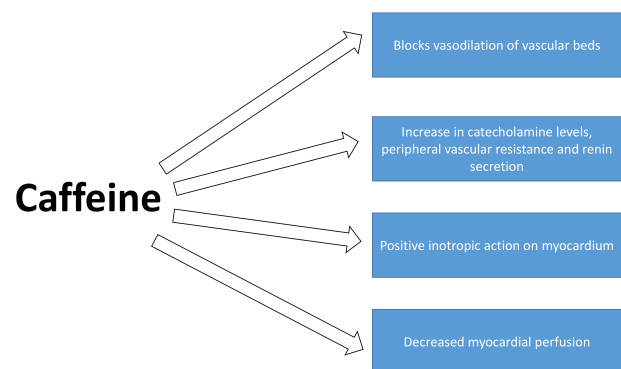 Caffeine
Blocks vasodilation of vascular beds
Increase in catecholamine levels,
peripheral vascular resistance and renin
secretion
Positive inotropic action on myocardium
Decreased myocardial perfusion